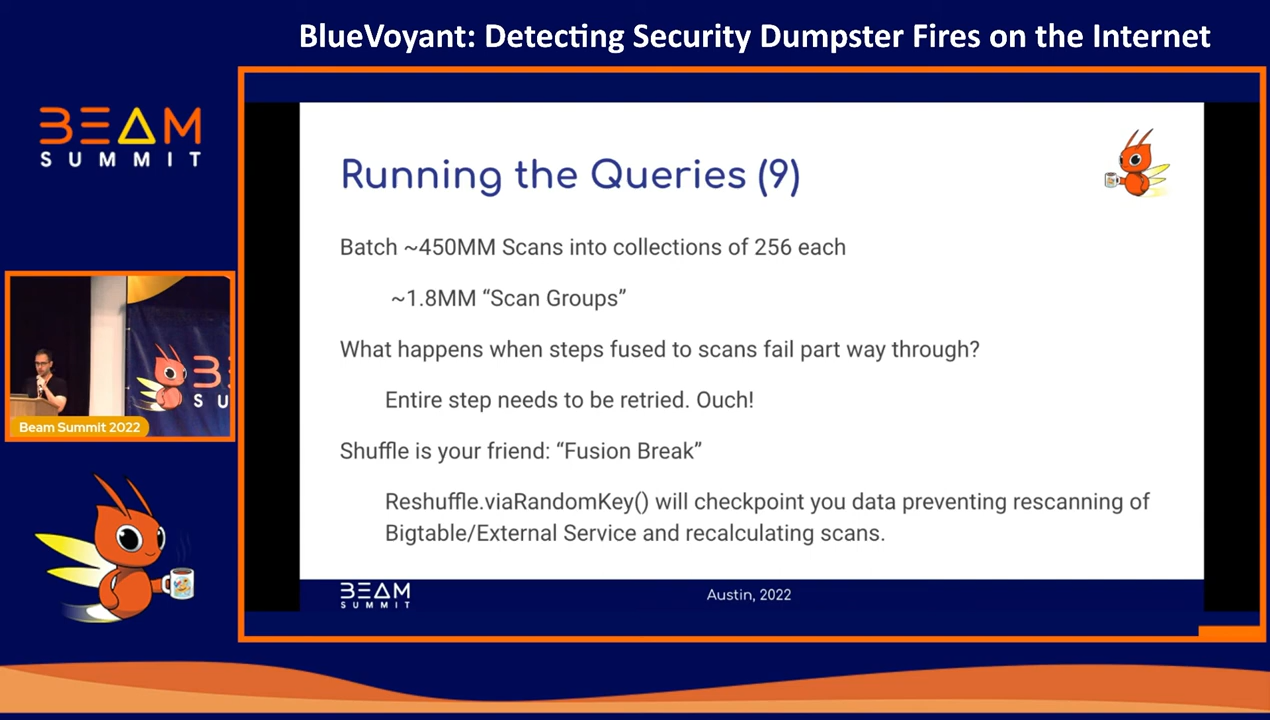 BlueVoyant: Detecting Security Dumpster Fires on the Internet
BEAM
SUMMIT
Running the Queries (9)
Batch ~450MM Scans into collections of 256 each
~1.8MM “Scan Groups”
What happens when steps fused to scans fail part way through?
Entire step needs to be retried. Ouch!
Shuffle is your friend: “Fusion Break”
Reshuffle.viaRandomKey() will checkpoint you data preventing rescanning of
Bigtable/External Service and recalculating scans.
B
SU
Beam Summit 2022
BEAM
SUMMIT
Austin, 2022